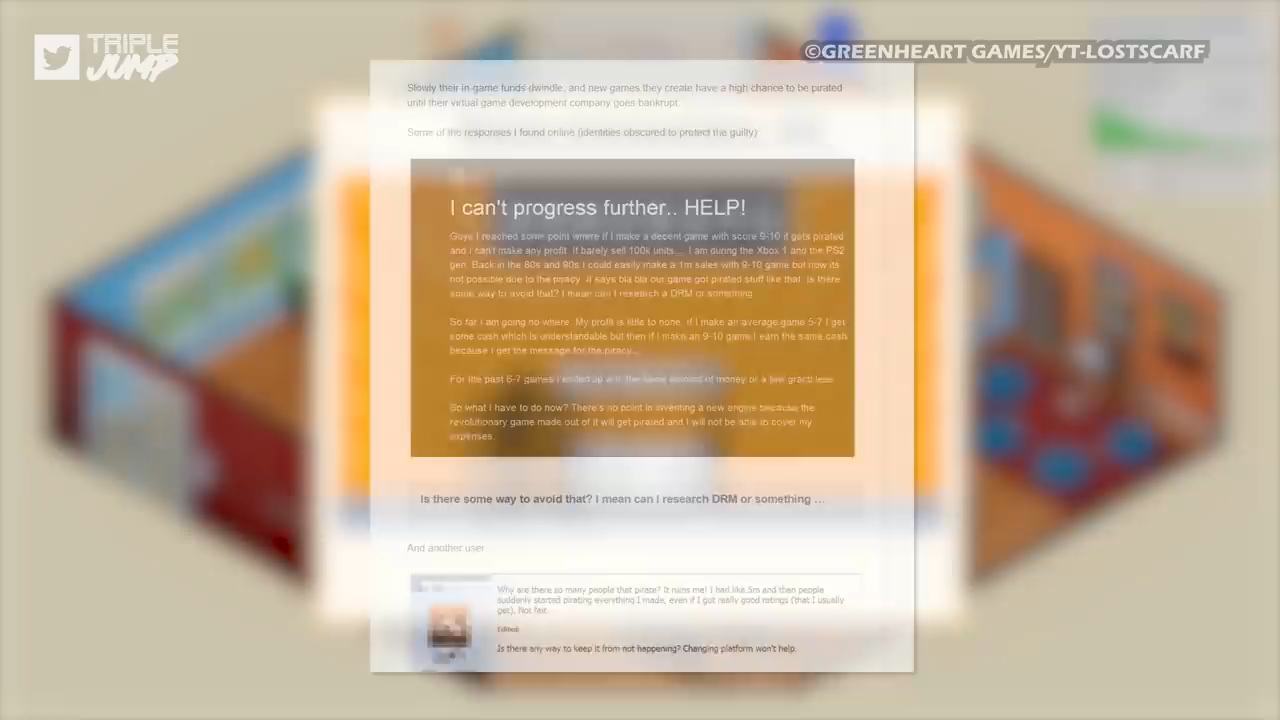 TRIPLE
JUMP
©GREENHEART GAMES/YT-LOSTSCARF
Slowly their in-game funds dwindle, and new games they create have a high chance to be pirated
until their virtual game development company goes bankrupt.
Some of the responses I found online (identities obscured to protect the guilty):
I can't progress further.. HELP!
Guys I reached some point where if I make a decent game with score 9-10 it gets pirated
and I can't make any profit. It barely sell 100k units... I am during the Xbox 1 and the PS2
gen. Back in the 80s and 90s I could easily make a 1m sales with 9-10 game but now its
not possible due to the piracy. It says bla bla our game got pirated stuff like that. Is there
some way to avoid that? I mean can I research a DRM or something
So far I am going no where. My profit is little to none. If I make an average game 5-7 I get
some cash which is understandable but then if I make an 9-10 game I earn the same cash
because I get the message for the piracy...
For the past 6-7 games I ended up with the same amount of money or a few grand less.
So what I have to do now? There's no point in inventing a new engine because the
revolutionary game made out of it will get pirated and I will not be able to cover my
expenses.
Is there some way to avoid that? I mean can I research DRM or something ...
And another user
Why are there so many people that pirate? It ruins me! I had like 5m and then people
suddenly started pirating everything I made, even if I got really good ratings (that I usually
get). Not fair.
Edited:
Is there any way to keep it from not happening? Changing platform won't help.